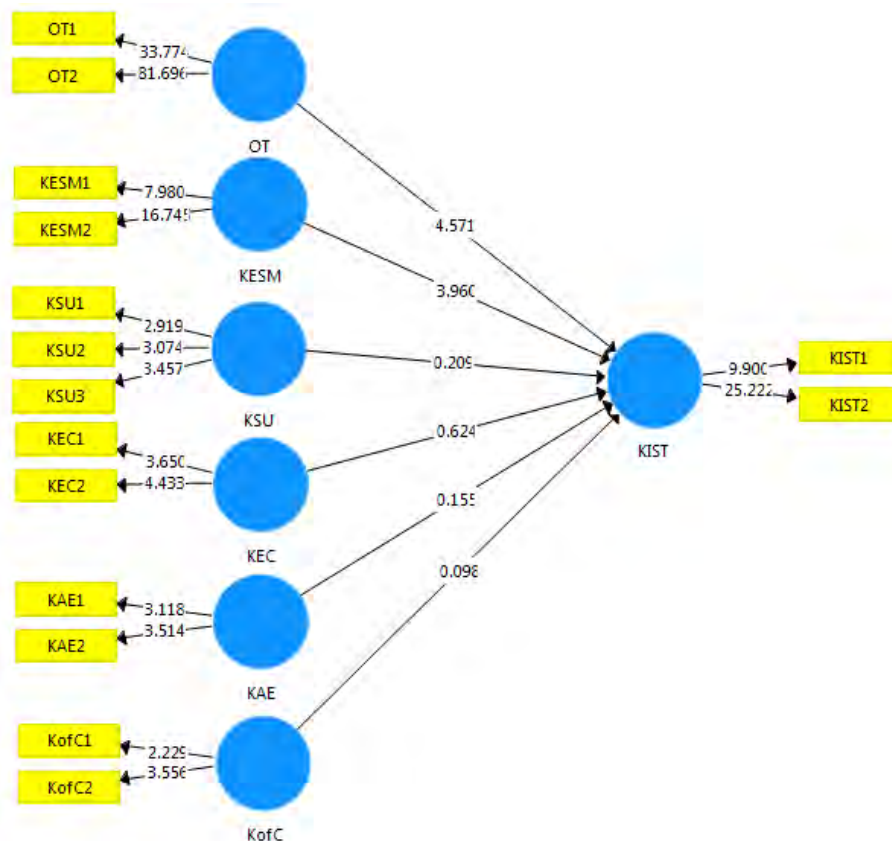 OT1
33.774
OT2
81.696
OT
KESM1
7.980
KESM2
16.745
KESM
KSU1
2.919
KSU2
3.074
KSU3
3.457
KSU
KEC1
3.650
KEC2
4.433
KEC
KAE1
3.118
KAE2
3.514
KAE
KofC1
2.229
KofC2
3.556
KofC
4.571
3.960
0.209
0.624
0.155
0.098
KIST
9.900
KIST1
25.222
KIST2